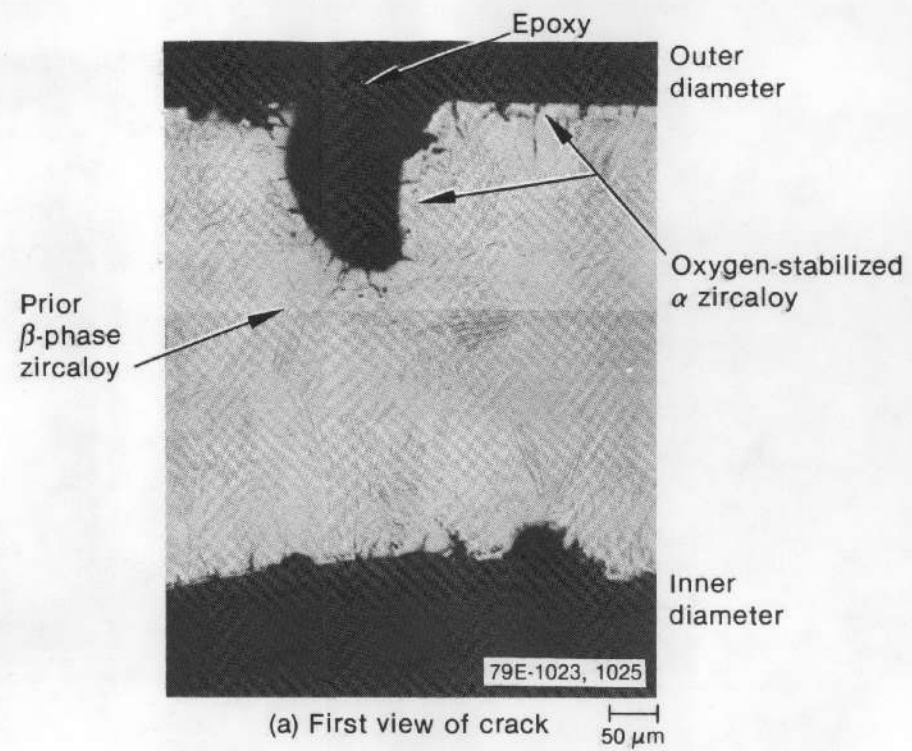 Epoxy
Outer
diameter
Oxygen-stabilized
α zircaloy
Prior
β-phase
zircaloy
Inner
diameter
79E-1023, 1025
(a) First view of crack
50 μm